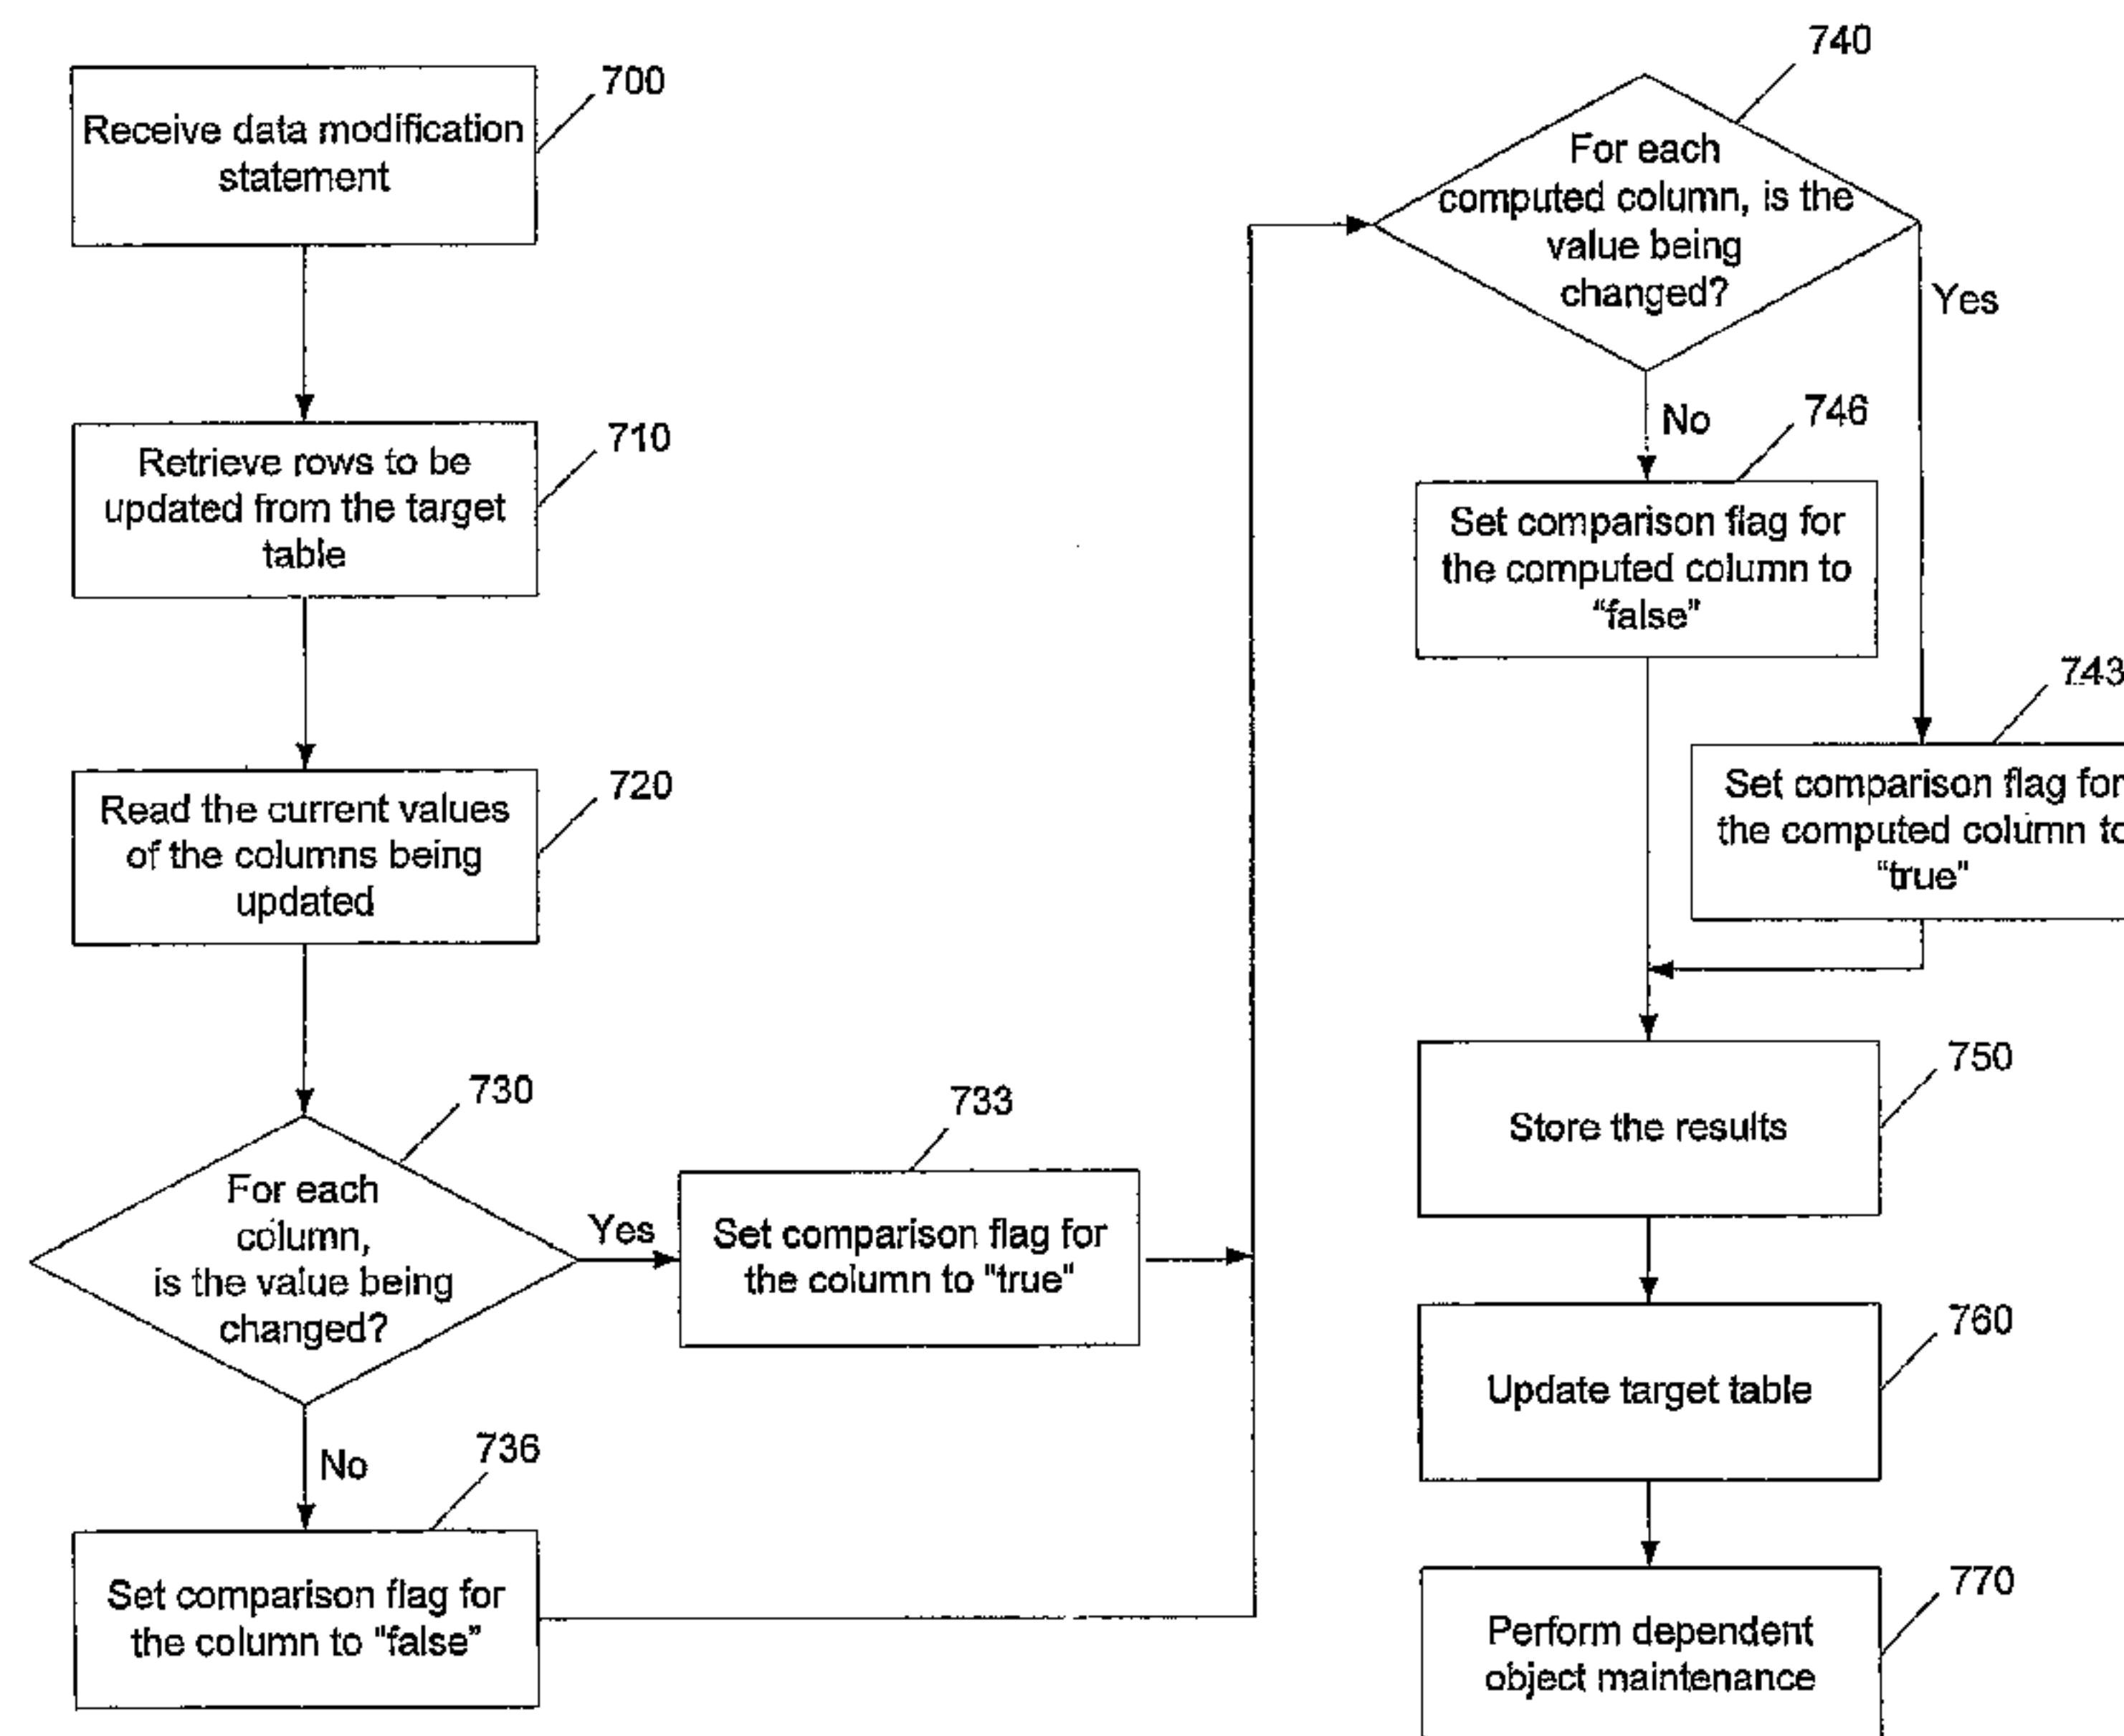 700
Receive data modification
statement
710
Retrieve rows to be
updated from the target
table
720
Read the current values
of the columns being
updated
730
For each
column,
is the value being
changed?
Yes
733
Set comparison flag for
the column to "true"
No
736
Set comparison flag for
the column to "false"
740
For each
computed column, is the
value being
changed?
Yes
No
746
Set comparison flag for
the computed column to
"false"
743
Set comparison flag for
the computed column to
"true"
750
Store the results
760
Update target table
770
Perform dependent
object maintenance